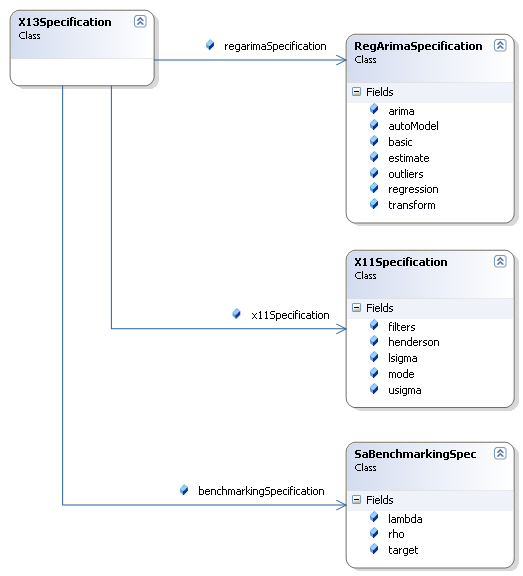 X13Specification
Class
regarimaSpecification
RegArimaSpecification
Class
Fields
arima
autoModel
basic
estimate
outliers
regression
transform
x11Specification
X11Specification
Class
Fields
filters
henderson
lsigma
mode
usigma
benchmarkingSpecification
SaBenchmarkingSpec
Class
Fields
lambda
rho
target